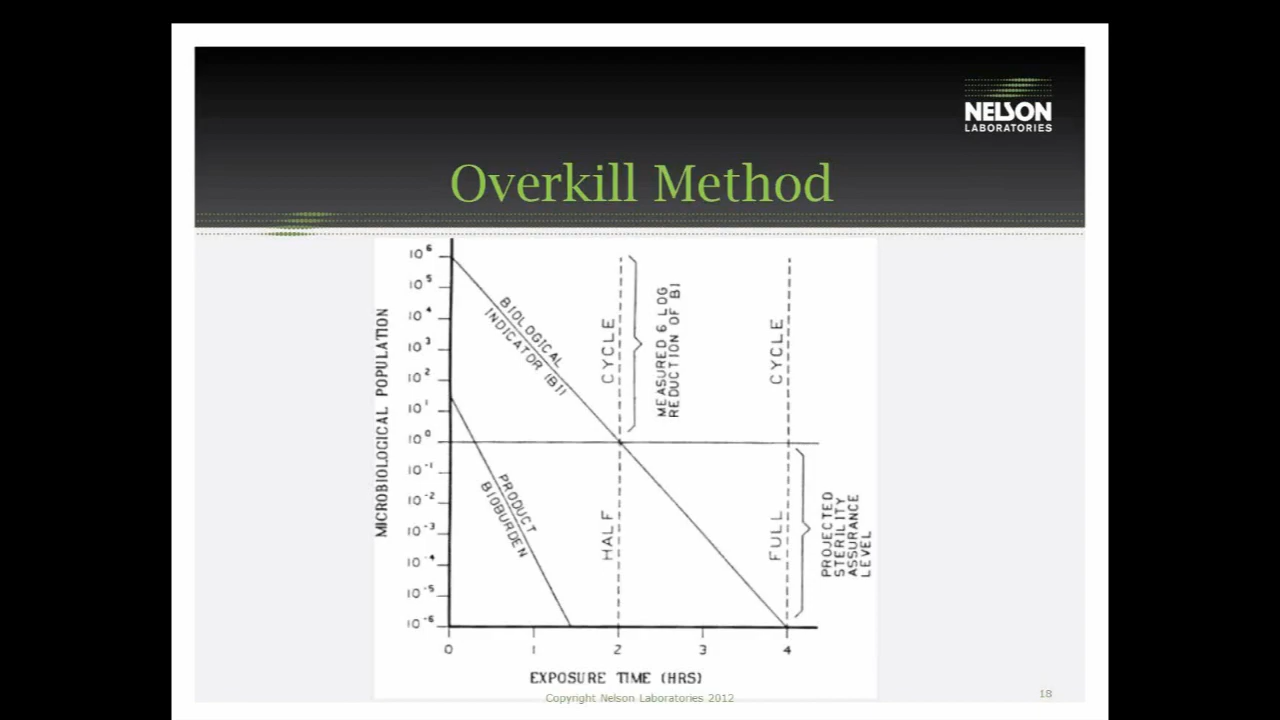 NELSON
LABORATORIES
Overkill Method
MICROBIOLOGICAL POPULATION
10⁶
10⁵
10⁴
10³
10²
10¹
10⁰
10⁻¹
10⁻²
10⁻³
10⁻⁴
10⁻⁵
10⁻⁶
BIOLOGICAL
INDICATOR (BI)
PRODUCT
BIOBURDEN
HALF CYCLE
MEASURED 6 LOG
REDUCTION OF BI
FULL CYCLE
PROJECTED
STERILITY
ASSURANCE
LEVEL
0 1 2 3 4
EXPOSURE TIME (HRS)
Copyright Nelson Laboratories 2012
18